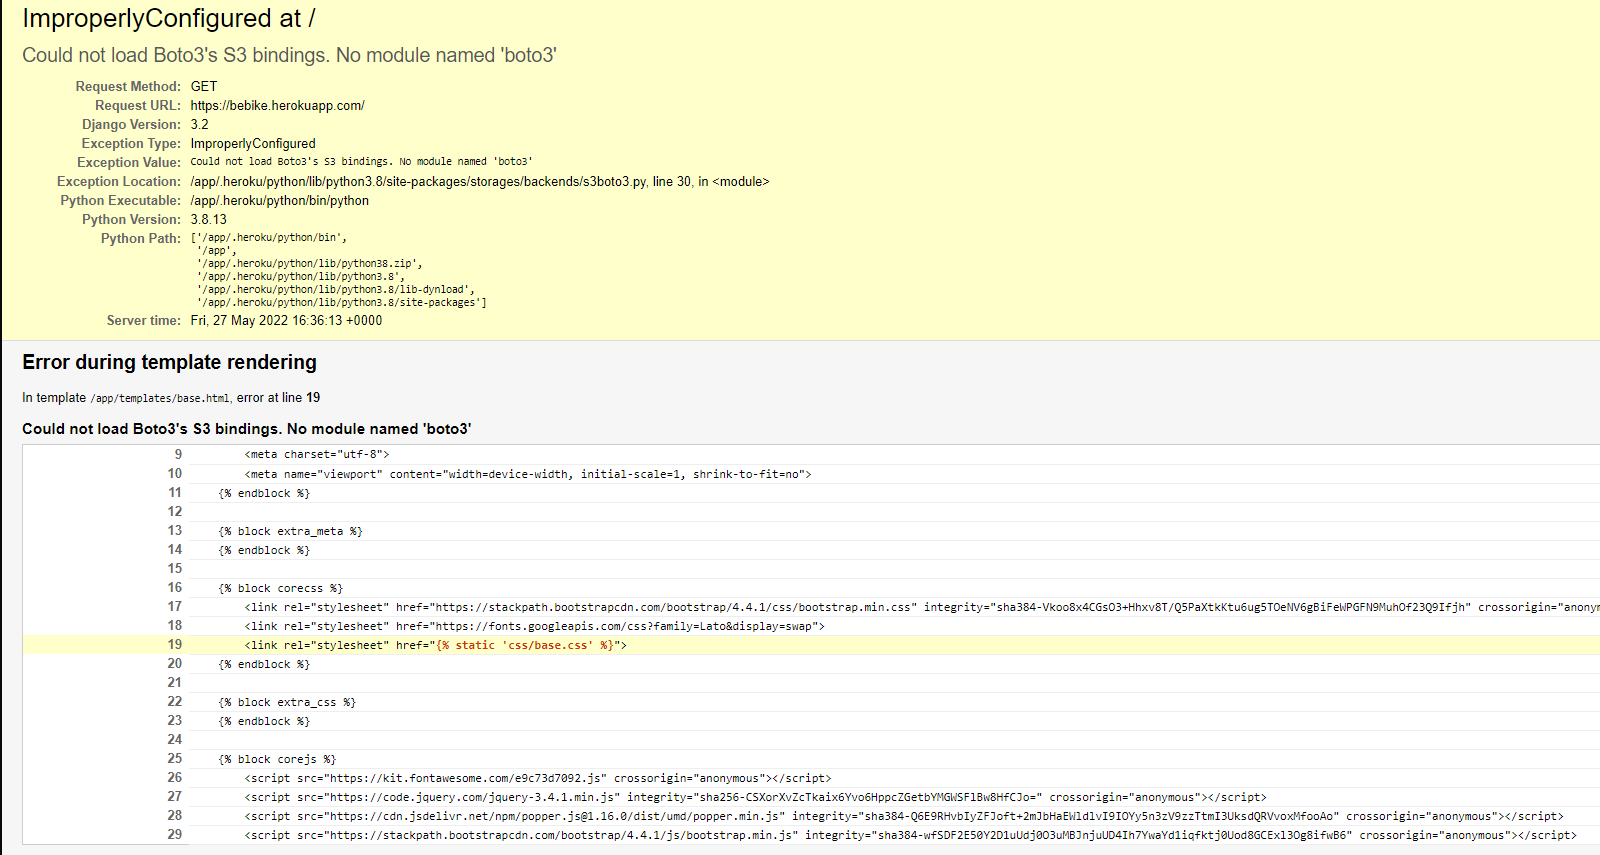 ImproperlyConfigured at /
Could not load Boto3's S3 bindings. No module named 'boto3'
Request Method: GET
Request URL: https://bebike.herokuapp.com/
Django Version: 3.2
Exception Type: ImproperlyConfigured
Exception Value: Could not load Boto3's S3 bindings. No module named 'boto3'
Exception Location: /app/.heroku/python/lib/python3.8/site-packages/storages/backends/s3boto3.py, line 30, in <module>
Python Executable: /app/.heroku/python/bin/python
Python Version: 3.8.13
Python Path: ['/app/.heroku/python/bin',
'/app',
'/app/.heroku/python/lib/python38.zip',
'/app/.heroku/python/lib/python3.8',
'/app/.heroku/python/lib/python3.8/lib-dynload',
'/app/.heroku/python/lib/python3.8/site-packages']
Server time: Fri, 27 May 2022 16:36:13 +0000
Error during template rendering
In template /app/templates/base.html, error at line 19
Could not load Boto3's S3 bindings. No module named 'boto3'
9 <meta charset="utf-8">
10 <meta name="viewport" content="width=device-width, initial-scale=1, shrink-to-fit=no">
11 {% endblock %}
12
13 {% block extra_meta %}
14 {% endblock %}
15
16 {% block corecss %}
17 <link rel="stylesheet" href="https://stackpath.bootstrapcdn.com/bootstrap/4.4.1/css/bootstrap.min.css" integrity="sha384-Vkoo8x4CGsO3+Hhxv8T/Q5PaXtkKtu6ug5TOeNV6gBiFeWPGFN9MuhOf23Q9Ifjh" crossorigin="anonym
18 <link rel="stylesheet" href="https://fonts.googleapis.com/css?family=Lato&display=swap">
19 <link rel="stylesheet" href="{% static 'css/base.css' %}">
20 {% endblock %}
21
22 {% block extra_css %}
23 {% endblock %}
24
25 {% block corejs %}
26 <script src="https://kit.fontawesome.com/e9c73d7092.js" crossorigin="anonymous"></script>
27 <script src="https://code.jquery.com/jquery-3.4.1.min.js" integrity="sha256-CSXorXvZcTkaix6Yvo6HppcZGetbYMGWSFlBw8HfCJo=" crossorigin="anonymous"></script>
28 <script src="https://cdn.jsdelivr.net/npm/popper.js@1.16.0/dist/umd/popper.min.js" integrity="sha384-Q6E9RHvbIyZFJoft+2mJbHaEWldlvI9IOYy5n3zV9zzTtmI3UksdQRVvoxMfooAo" crossorigin="anonymous"></script>
29 <script src="https://stackpath.bootstrapcdn.com/bootstrap/4.4.1/js/bootstrap.min.js" integrity="sha384-wfSDF2E50Y2D1uUdj0O3uMBJnjuUD4Ih7YwaYd1iqfktj0Uod8GCExl3Og8ifwB6" crossorigin="anonymous"></script>